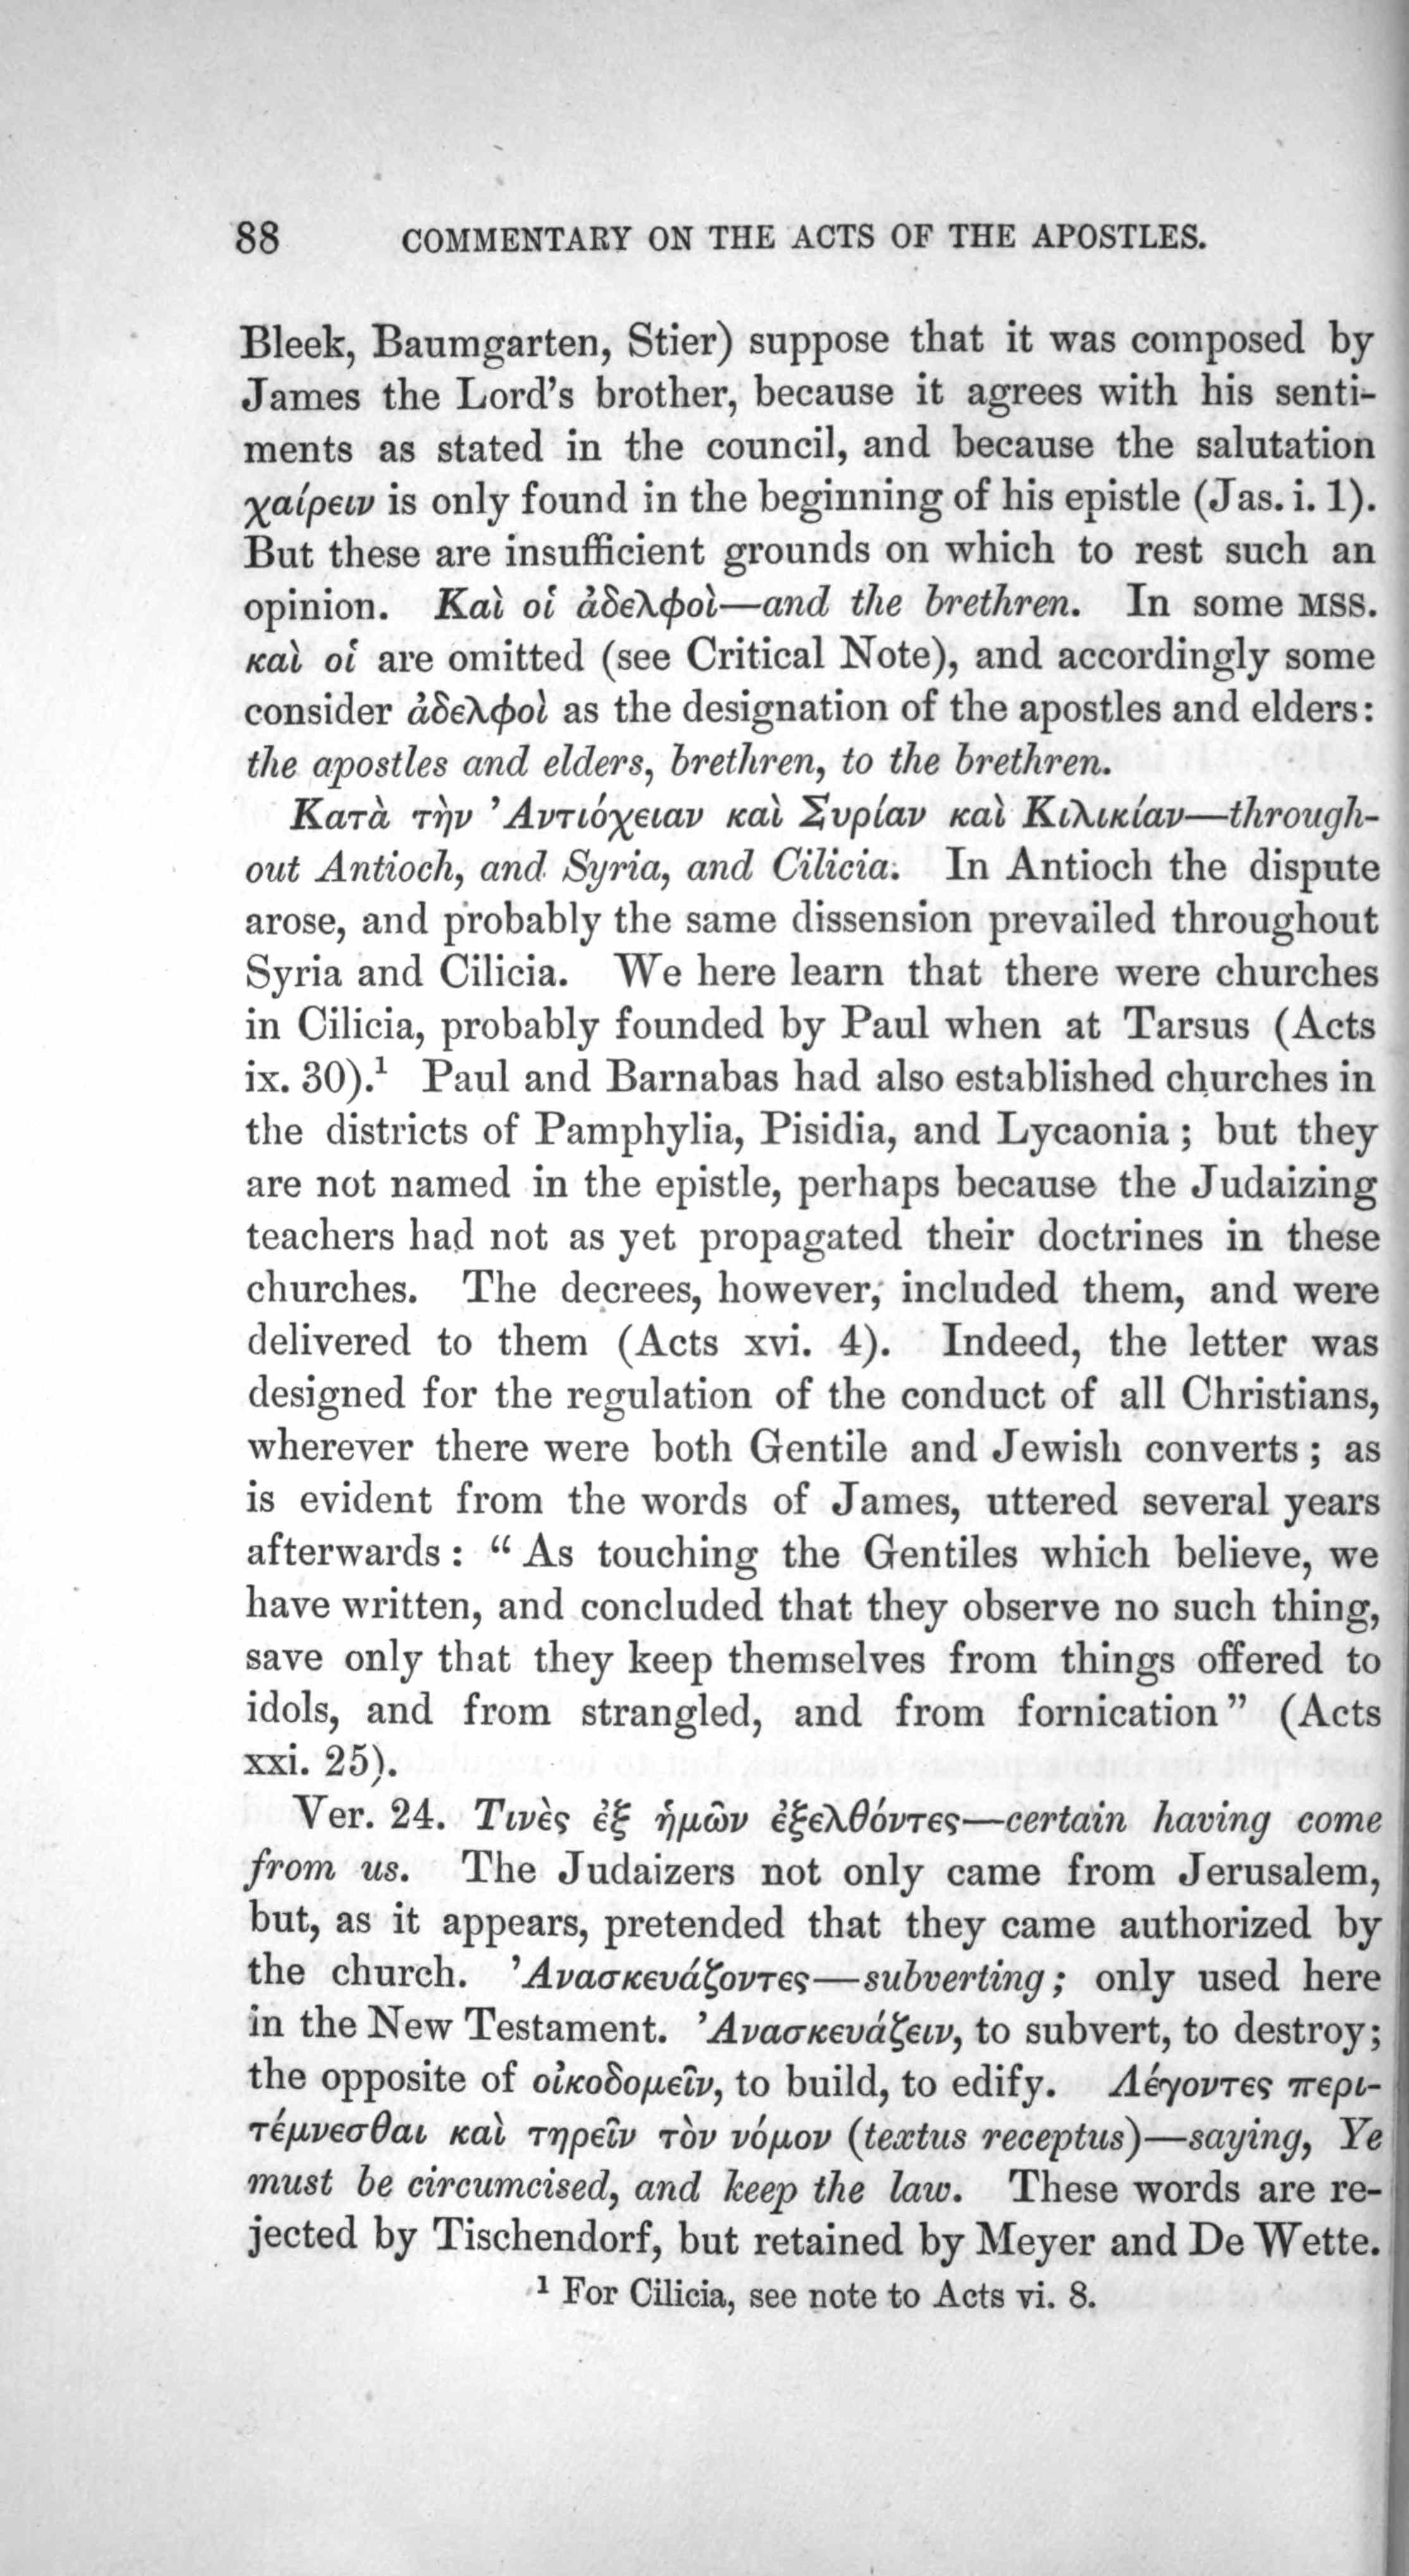 88 COMMENTARY ON THE ACTS OF THE APOSTLES.
Bleek, Baumgarten, Stier) suppose that it was composed by
James the Lord's brother, because it agrees with his senti-
ments as stated in the council, and because the salutation
χαίρειν is only found in the beginning of his epistle (Jas. i. 1).
But these are insufficient grounds on which to rest such an
opinion. Καὶ οἱ ἀδελφοὶ—and the brethren. In some MSS.
καὶ οἱ are omitted (see Critical Note), and accordingly some
consider ἀδελφοὶ as the designation of the apostles and elders:
the apostles and elders, brethren, to the brethren.
Κατὰ τὴν Ἀντιόχειαν καὶ Συρίαν καὶ Κιλικίαν—through-
out Antioch, and Syria, and Cilicia. In Antioch the dispute
arose, and probably the same dissension prevailed throughout
Syria and Cilicia. We here learn that there were churches
in Cilicia, probably founded by Paul when at Tarsus (Acts
ix. 30).¹ Paul and Barnabas had also established churches in
the districts of Pamphylia, Pisidia, and Lycaonia; but they
are not named in the epistle, perhaps because the Judaizing
teachers had not as yet propagated their doctrines in these
churches. The decrees, however, included them, and were
delivered to them (Acts xvi. 4). Indeed, the letter was
designed for the regulation of the conduct of all Christians,
wherever there were both Gentile and Jewish converts; as
is evident from the words of James, uttered several years
afterwards: "As touching the Gentiles which believe, we
have written, and concluded that they observe no such thing,
save only that they keep themselves from things offered to
idols, and from strangled, and from fornication" (Acts
xxi. 25).
Ver. 24. Τινὲς ἐξ ἡμῶν ἐξελθόντες—certain having come
from us. The Judaizers not only came from Jerusalem,
but, as it appears, pretended that they came authorized by
the church. Ἀνασκευάζοντες—subverting; only used here
in the New Testament. Ἀνασκευάζειν, to subvert, to destroy;
the opposite of οἰκοδομεῖν, to build, to edify. Λέγοντες περι-
τέμνεσθαι καὶ τηρεῖν τὸν νόμον (textus receptus)—saying, Ye
must be circumcised, and keep the law. These words are re-
jected by Tischendorf, but retained by Meyer and De Wette.
¹ For Cilicia, see note to Acts vi. 8.